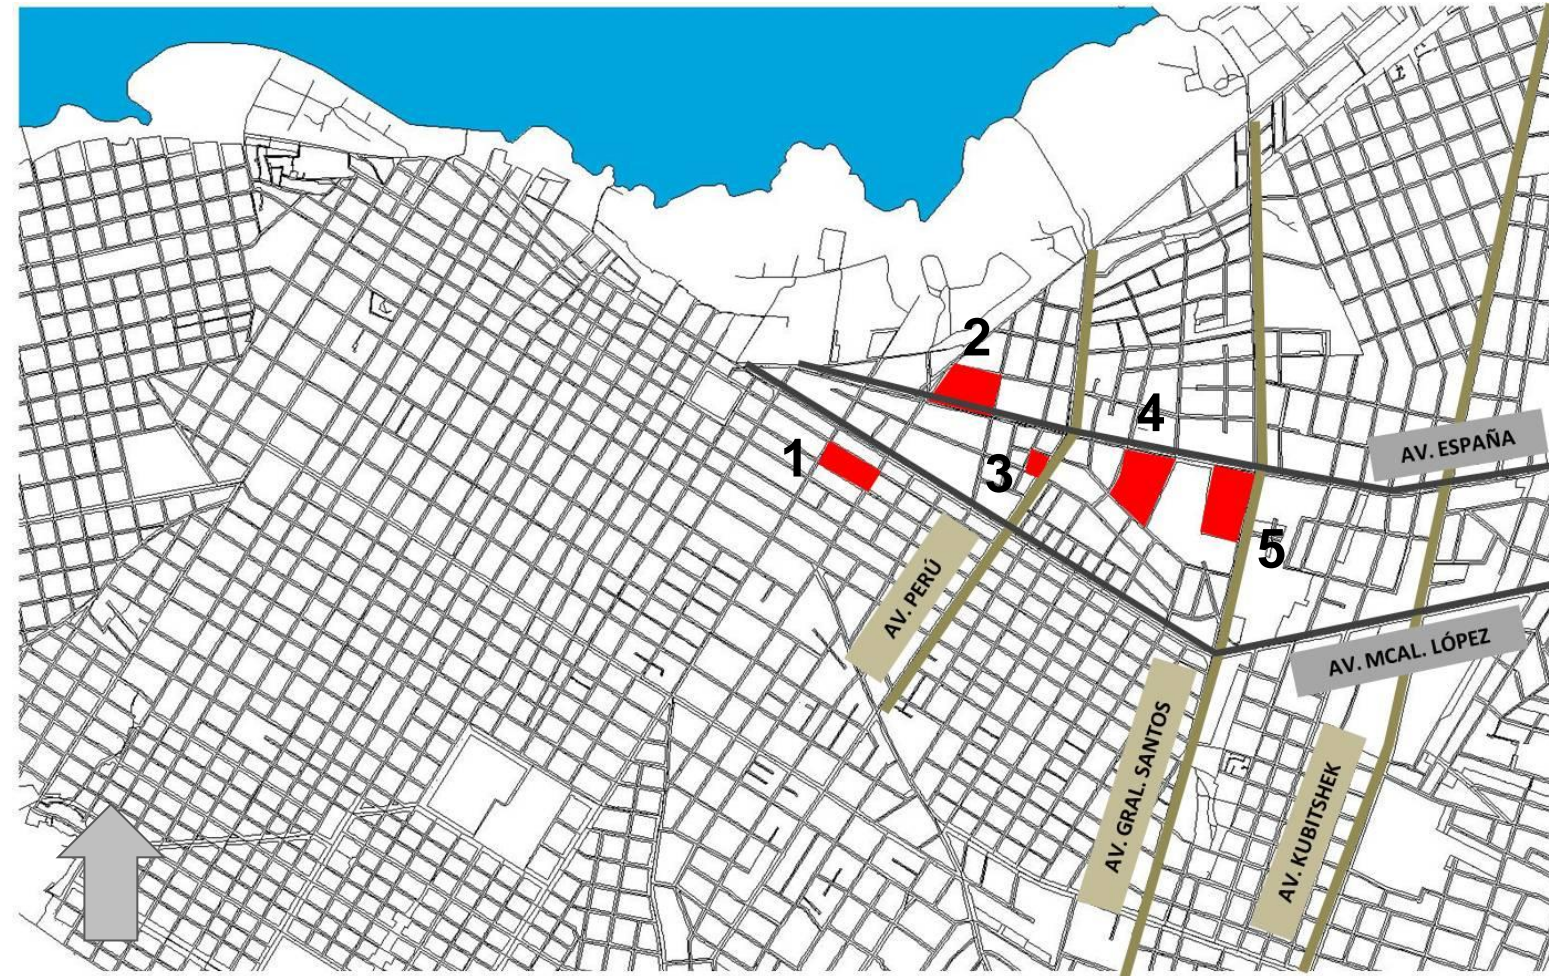 2
4
1
3
AV. ESPAÑA
5
AV. PERÚ
AV. MCAL. LÓPEZ
AV. GRAL. SANTOS
AV. KUBITSHEK